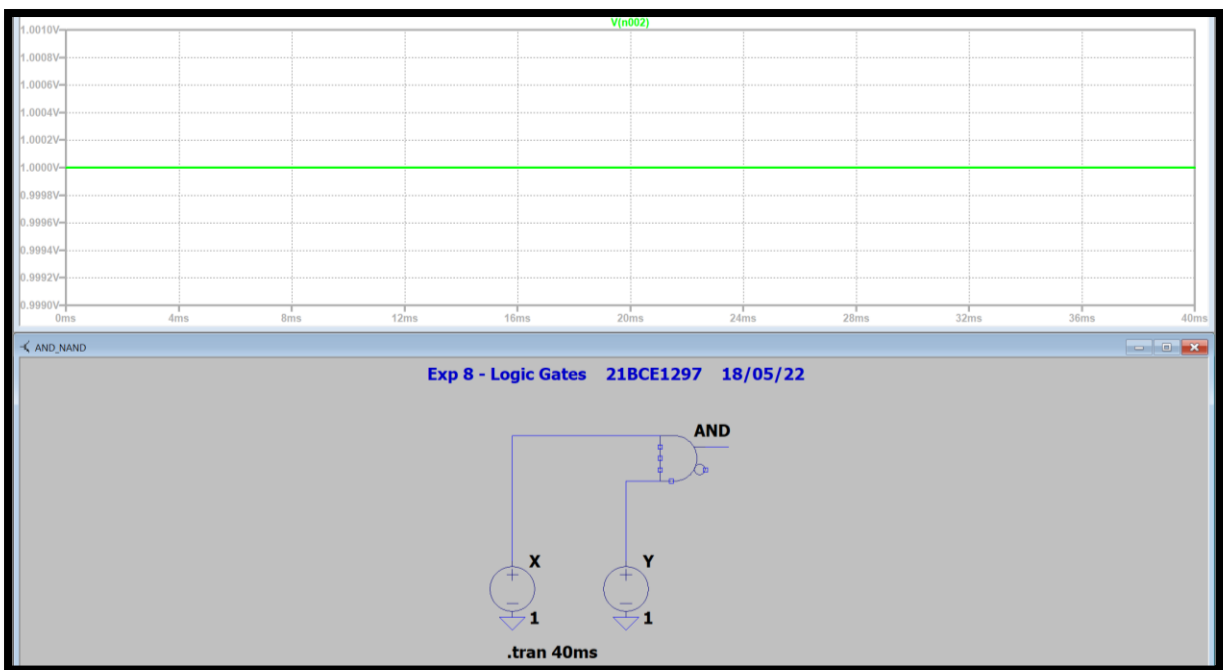 V(n002)
1.0010V
1.0008V
1.0006V
1.0004V
1.0002V
1.0000V
0.9998V
0.9996V
0.9994V
0.9992V
0.9990V
0ms 4ms 8ms 12ms 16ms 20ms 24ms 28ms 32ms 36ms 40ms
AND_NAND
Exp 8 - Logic Gates 21BCE1297 18/05/22
AND
X Y
1 1
.tran 40ms